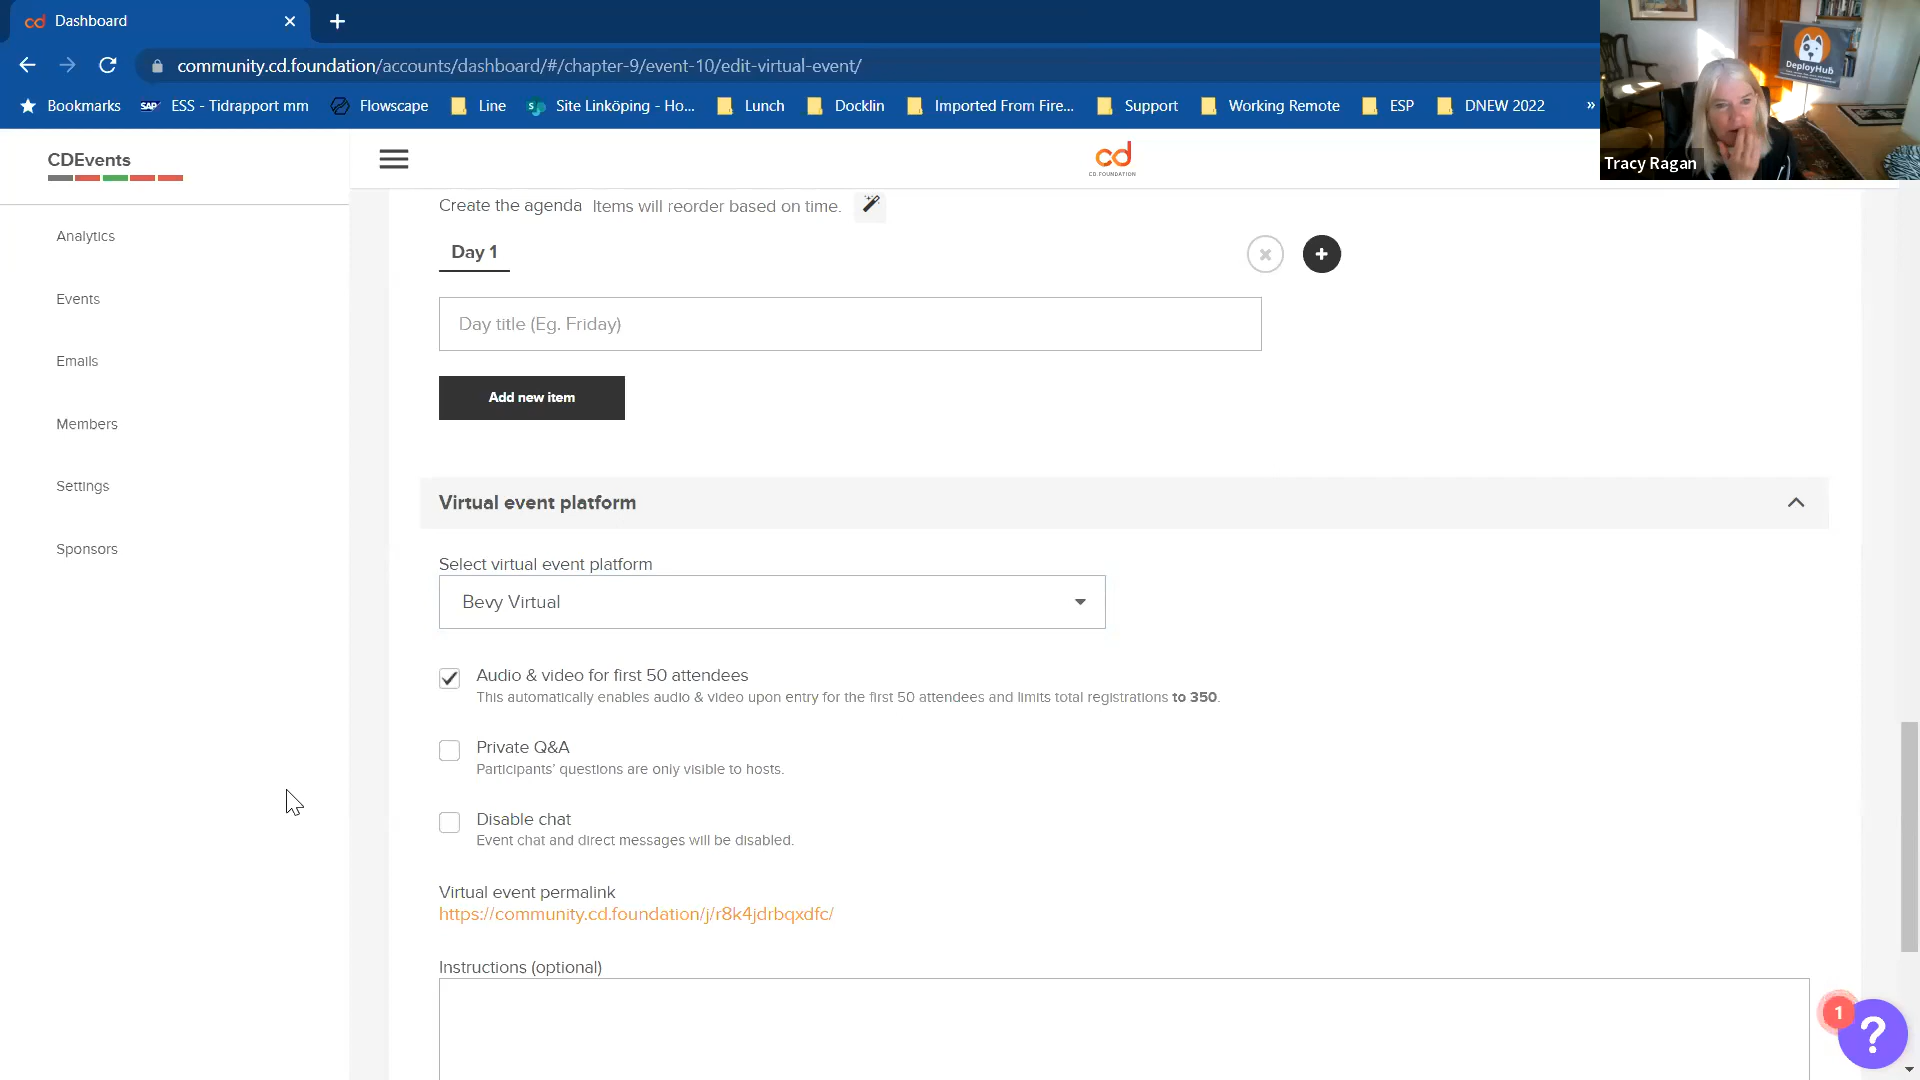 cd Dashboard
community.cd.foundation/accounts/dashboard/#/chapter-9/event-10/edit-virtual-event/
Bookmarks SAP ESS - Tidrapport mm Flowscape Line Site Linköping - Ho... Lunch Docklin Imported From Fire... Support Working Remote ESP DNEW 2022 »
DeployHub
Tracy Ragan
CDEvents
cd
CD.FOUNDATION
Analytics
Events
Emails
Members
Settings
Sponsors
Create the agenda Items will reorder based on time.
Day 1
Day title (Eg. Friday)
Add new item
Virtual event platform
Select virtual event platform
Bevy Virtual
Audio & video for first 50 attendees
This automatically enables audio & video upon entry for the first 50 attendees and limits total registrations to 350.
Private Q&A
Participants’ questions are only visible to hosts.
Disable chat
Event chat and direct messages will be disabled.
Virtual event permalink
https://community.cd.foundation/j/r8k4jdrbqxdfc/
Instructions (optional)
1
?